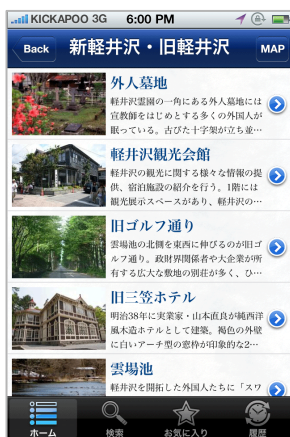 KICKAPOO 3G 6:00 PM
Back 新軽井沢・旧軽井沢 MAP
外人墓地
軽井沢霊園の一角にある外人墓地には
宣教師をはじめとする多くの外国人が
眠っている。古びた十字架が立ち並…
軽井沢観光会館
軽井沢の観光に関する様々な情報の提
供、宿泊施設の紹介を行う。1階には
観光展示スペースがあり、軽井沢の…
旧ゴルフ通り
雲場池の北側を東西に伸びるのが旧ゴ
ルフ通り。政財界関係者や大企業が所
有する広大な敷地の別荘が多く、ひ…
旧三笠ホテル
明治38年に実業家・山本直良が純西洋
風木造ホテルとして建築。褐色の外壁
に白いアーチ型の窓枠が印象的な2…
雲場池
軽井沢を開拓した外国人たちに「スワ
ホーム 検索 お気に入り 履歴